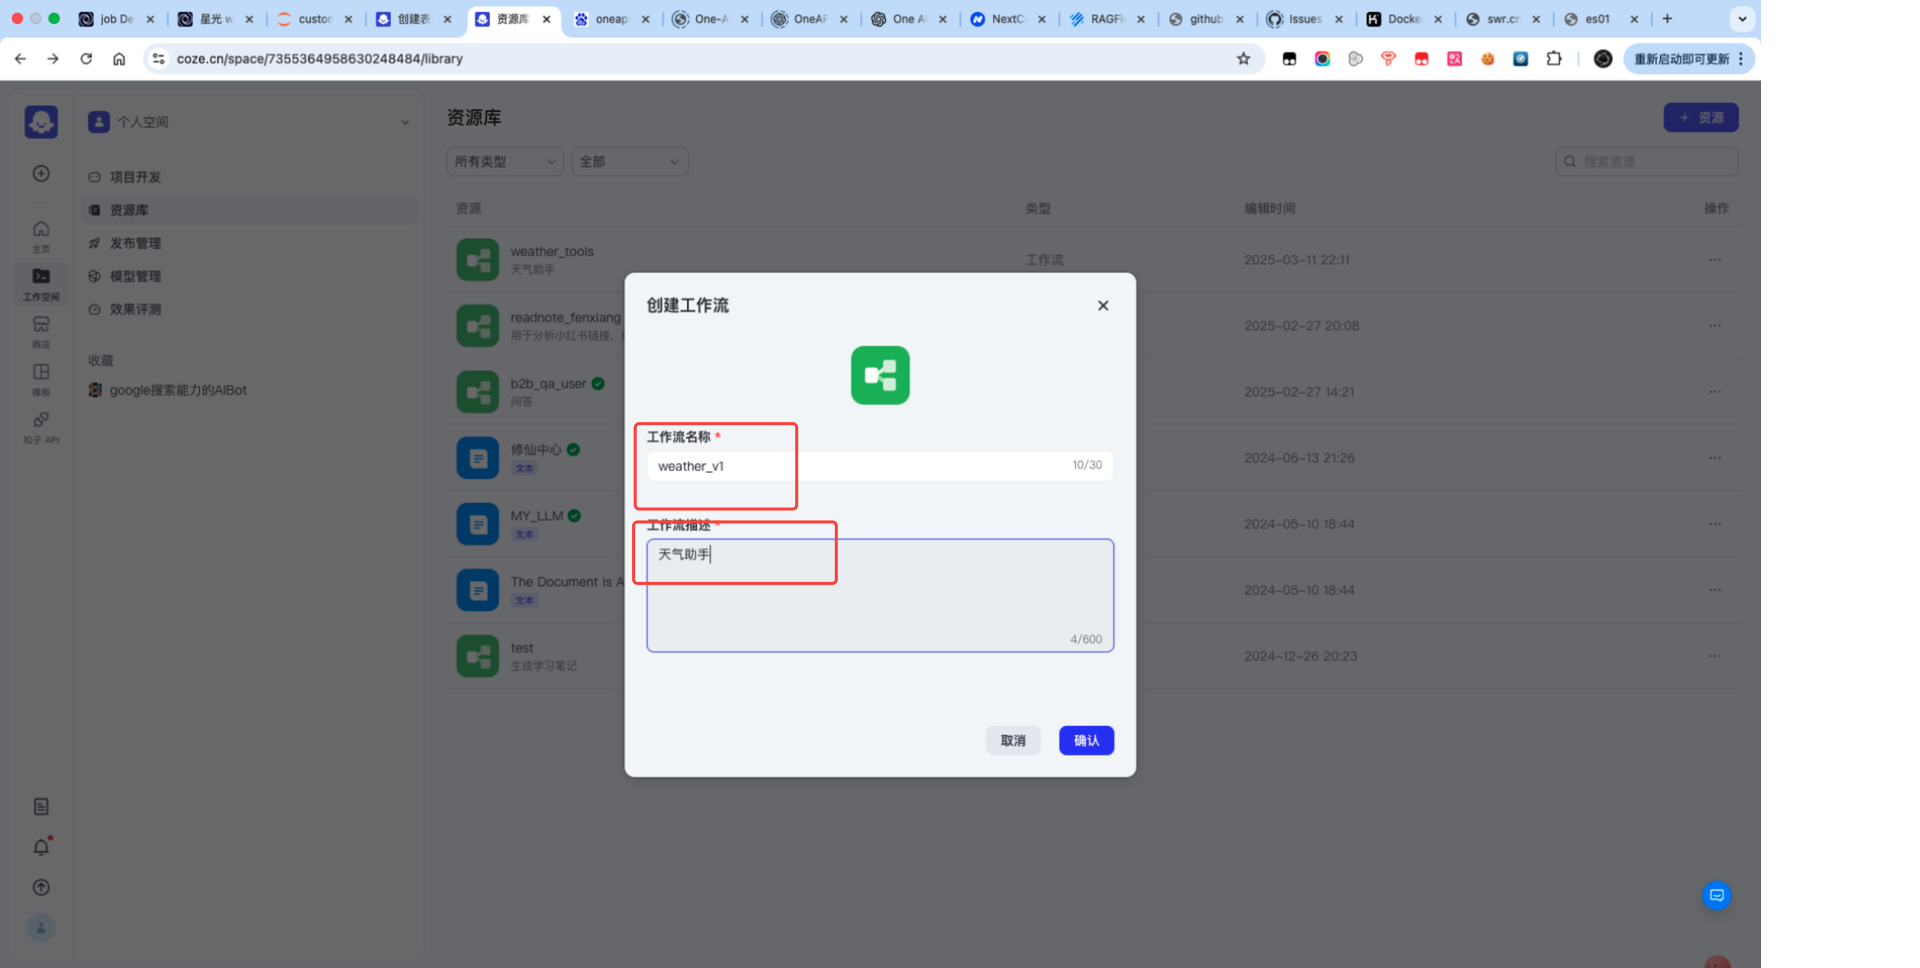 job De
星光 w
custon
创建表
资源库
oneap
One-A
OneAP
One A
NextC
RAGFl
github
Issues
Docke
swr.cr
es01
coze.cn/space/7355364958630248484/library
重新启动即可更新
个人空间
资源库
+ 资源
项目开发
资源库
发布管理
模型管理
效果评测
收藏
google搜索能力的AIBot
主页
工作空间
商店
模板
扣子 API
所有类型
全部
搜索资源
资源 类型 编辑时间 操作
weather_tools
天气助手
工作流
2025-03-11 22:11
readnote_fenxiang
用于分析小红书链接,
2025-02-27 20:08
b2b_qa_user
问答
2025-02-27 14:21
修仙中心
文本
2024-06-13 21:26
MY_LLM
文本
2024-05-10 18:44
The Document is A
文本
2024-05-10 18:44
test
生成学习笔记
2024-12-26 20:23
创建工作流
工作流名称 *
weather_v1
10/30
工作流描述 *
天气助手
4/600
取消
确认